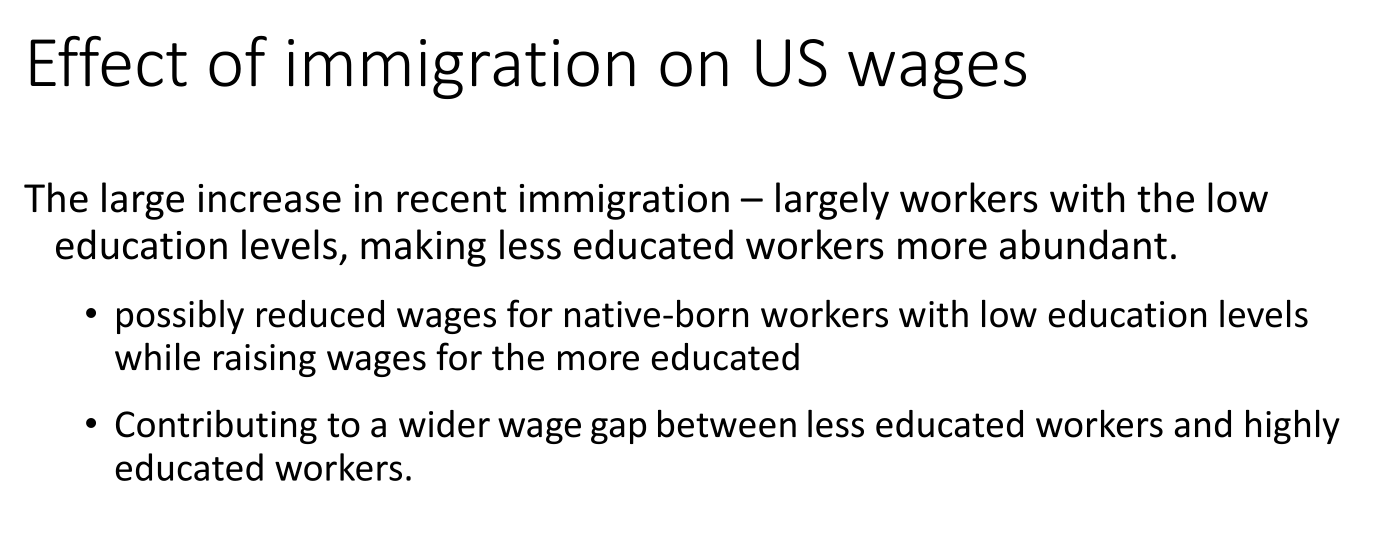 Effect of immigration on US wages
The large increase in recent immigration – largely workers with the low
education levels, making less educated workers more abundant.
• possibly reduced wages for native-born workers with low education levels
while raising wages for the more educated
• Contributing to a wider wage gap between less educated workers and highly
educated workers.